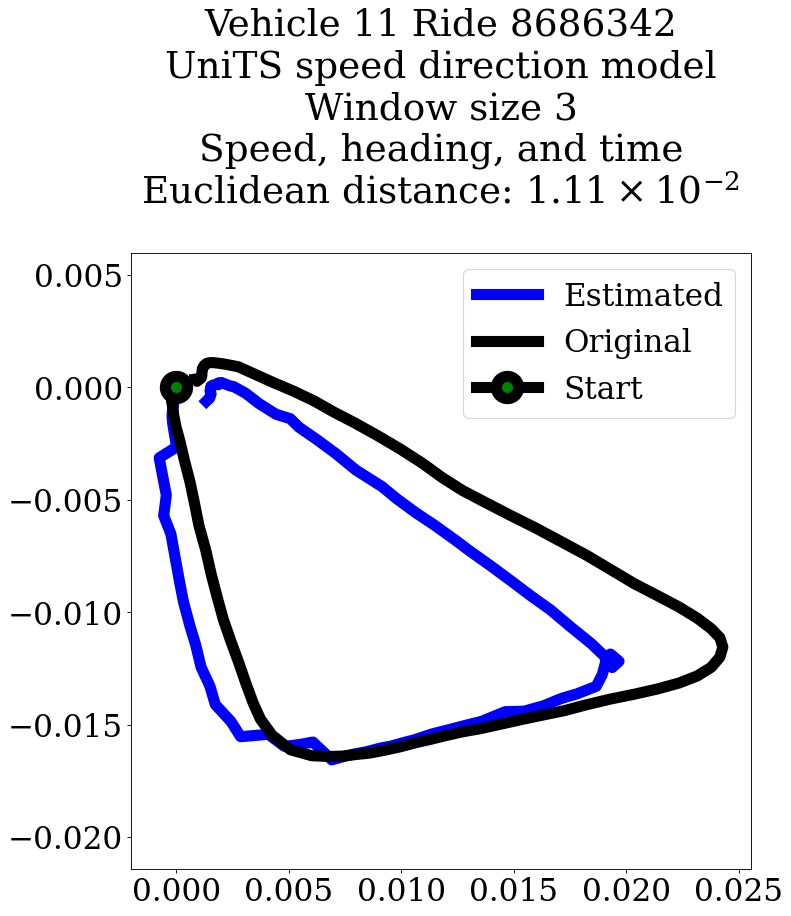 Vehicle 11 Ride 8686342
UniTS speed direction model
Window size 3
Speed, heading, and time
Euclidean distance: 1.11 × 10⁻²
Estimated
Original
Start
0.005
0.000
−0.005
−0.010
−0.015
−0.020
0.000 0.005 0.010 0.015 0.020 0.025